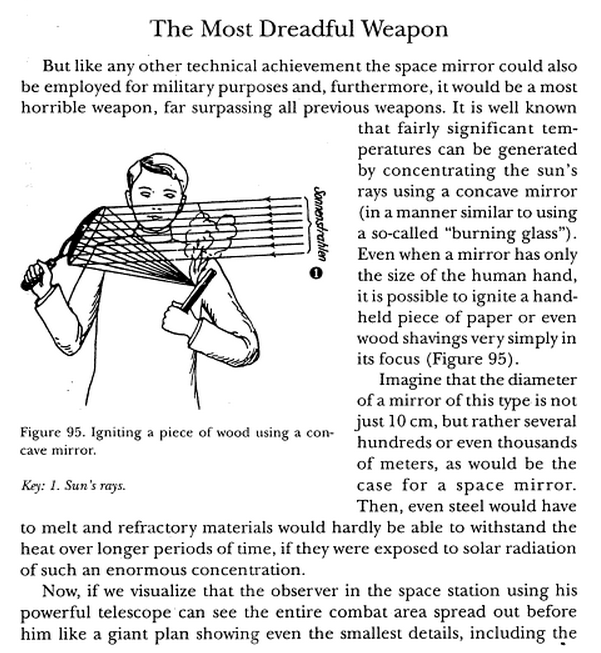 The Most Dreadful Weapon
But like any other technical achievement the space mirror could also
be employed for military purposes and, furthermore, it would be a most
horrible weapon, far surpassing all previous weapons. It is well known
that fairly significant tem-
peratures can be generated
by concentrating the sun's
rays using a concave mirror
(in a manner similar to using
a so-called "burning glass").
Even when a mirror has only
the size of the human hand,
it is possible to ignite a hand-
held piece of paper or even
wood shavings very simply in
its focus (Figure 95).
Sonnenstrahlen
1
Figure 95. Igniting a piece of wood using a con-
cave mirror.
Key: 1. Sun's rays.
Imagine that the diameter
of a mirror of this type is not
just 10 cm, but rather several
hundreds or even thousands
of meters, as would be the
case for a space mirror.
Then, even steel would have
to melt and refractory materials would hardly be able to withstand the
heat over longer periods of time, if they were exposed to solar radiation
of such an enormous concentration.
Now, if we visualize that the observer in the space station using his
powerful telescope can see the entire combat area spread out before
him like a giant plan showing even the smallest details, including the